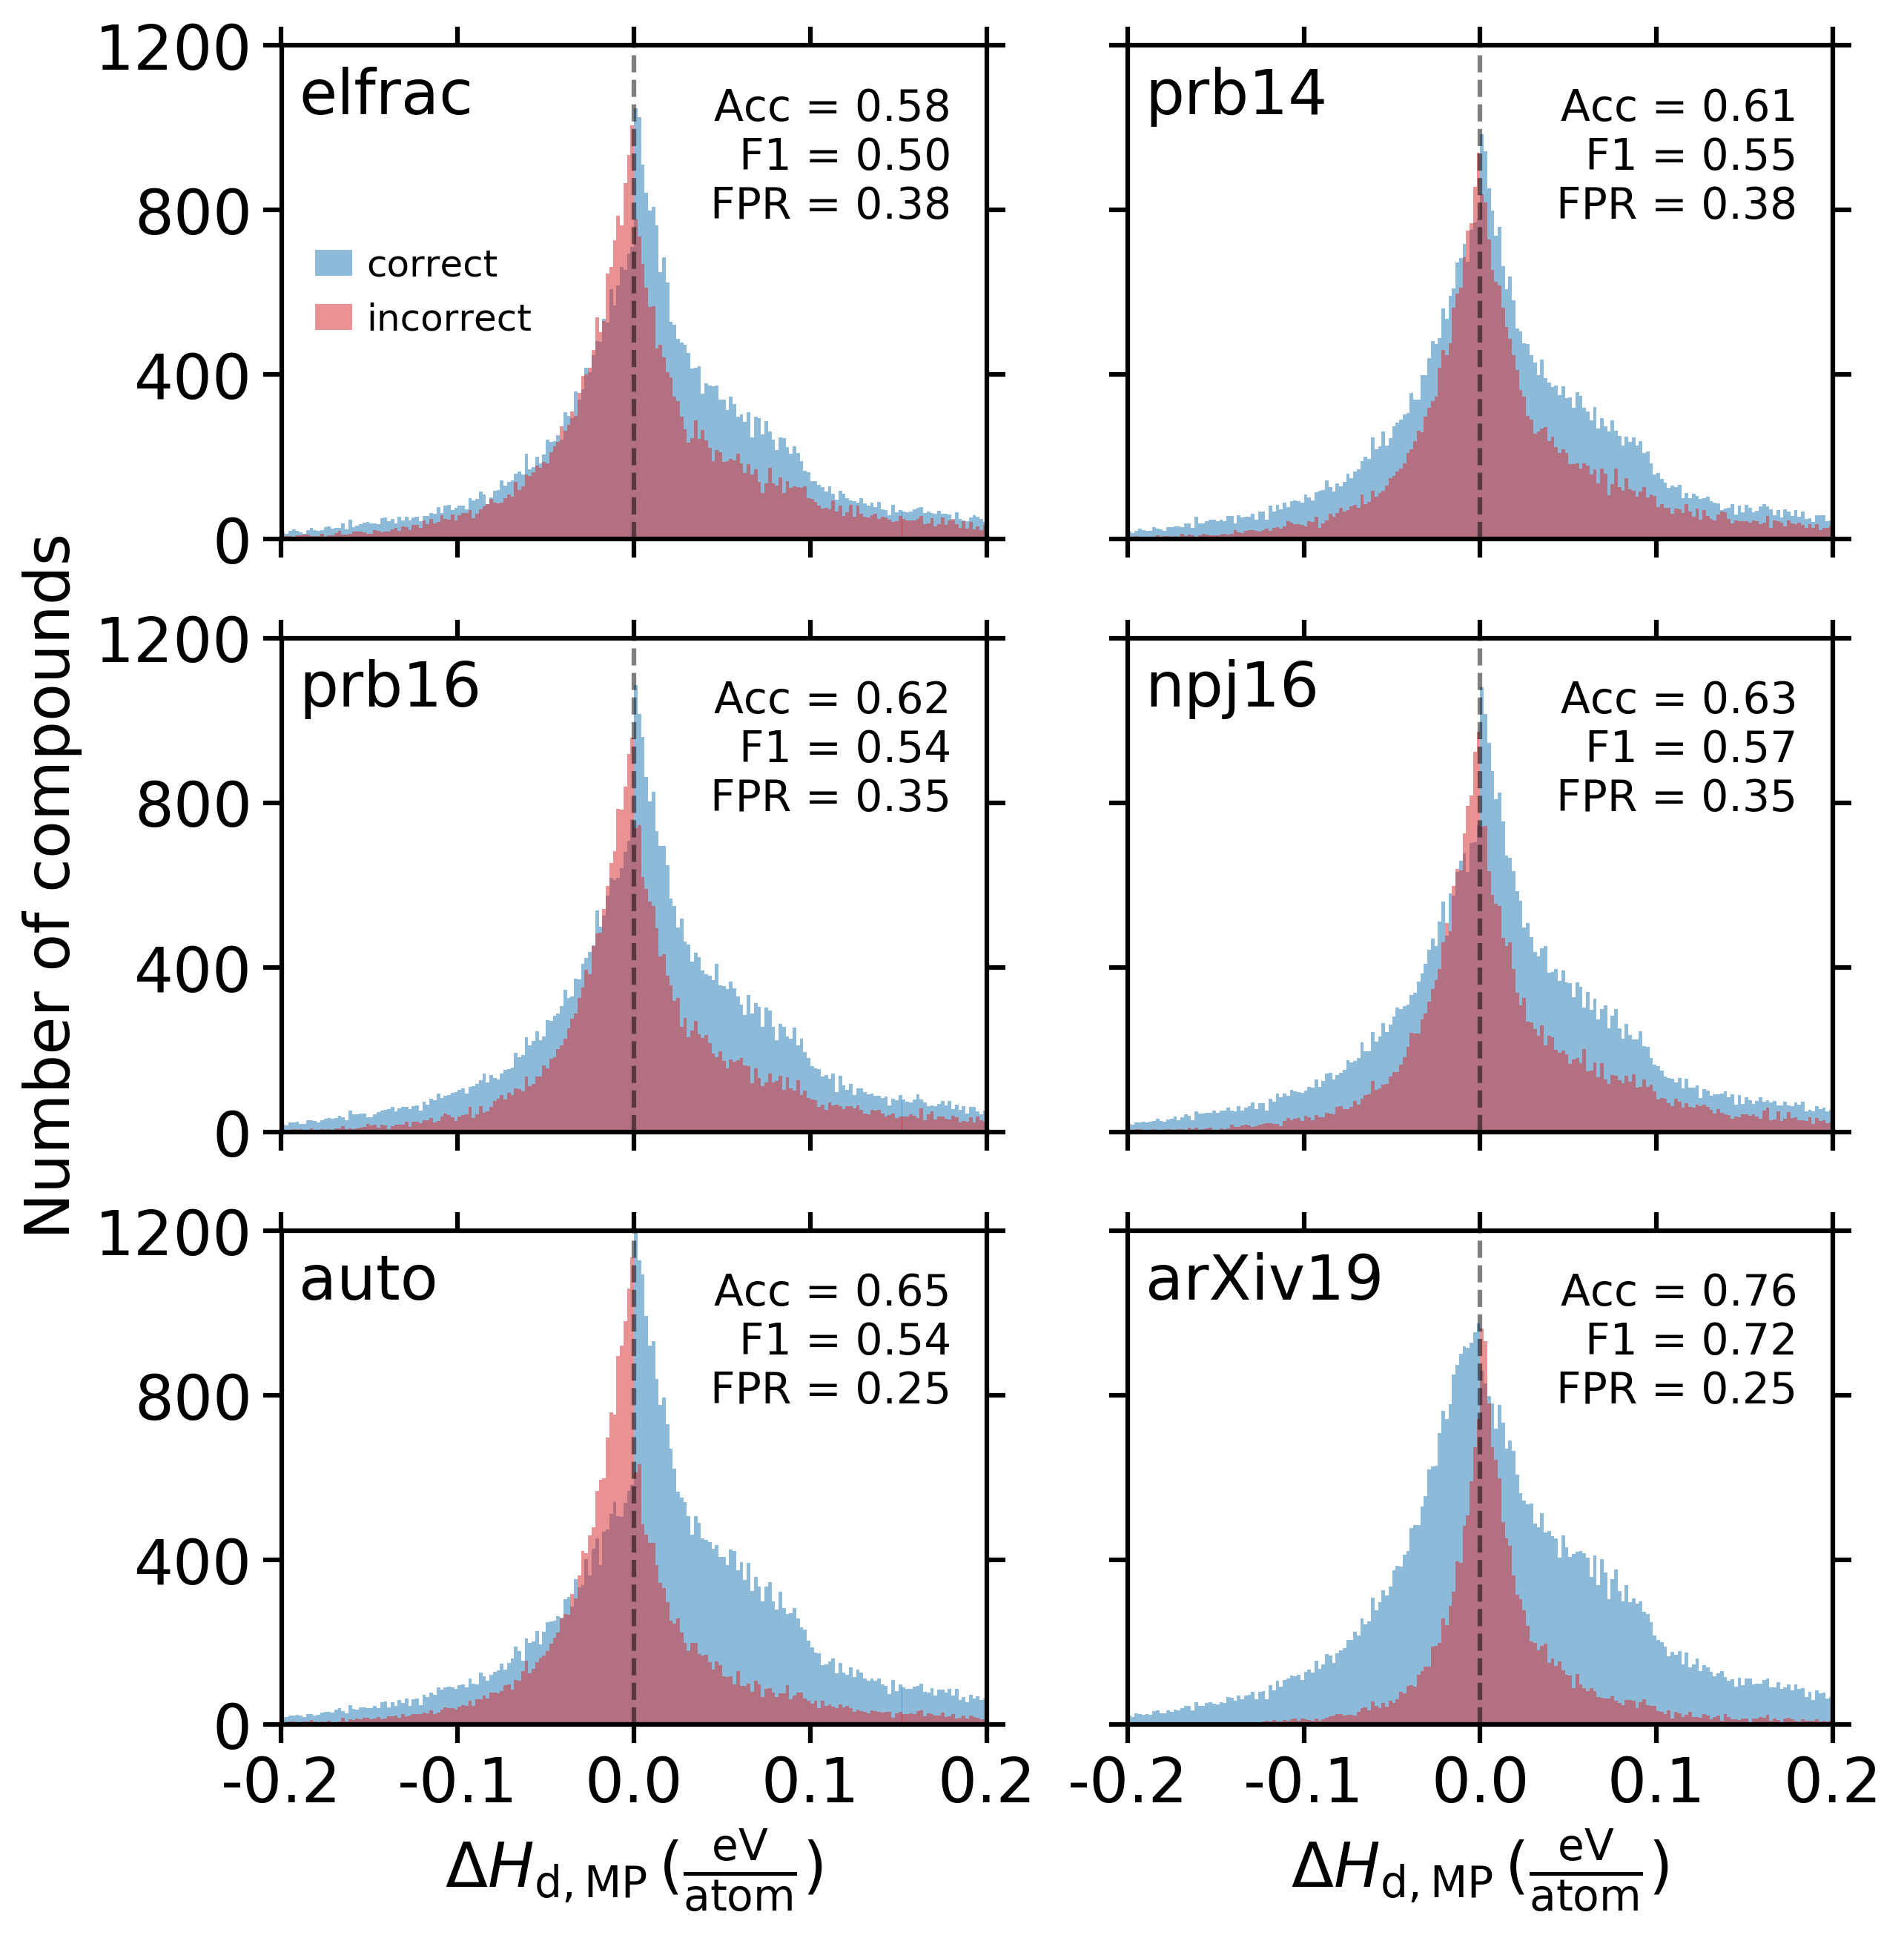 Number of compounds
1200
800
400
0
elfrac
Acc = 0.58
F1 = 0.50
FPR = 0.38
correct
incorrect
prb14
Acc = 0.61
F1 = 0.55
FPR = 0.38
1200
800
400
0
prb16
Acc = 0.62
F1 = 0.54
FPR = 0.35
npj16
Acc = 0.63
F1 = 0.57
FPR = 0.35
1200
800
400
0
auto
Acc = 0.65
F1 = 0.54
FPR = 0.25
arXiv19
Acc = 0.76
F1 = 0.72
FPR = 0.25
-0.2 -0.1 0.0 0.1 0.2
-0.2 -0.1 0.0 0.1 0.2
ΔH d, MP (eV/atom)
ΔH d, MP (eV/atom)